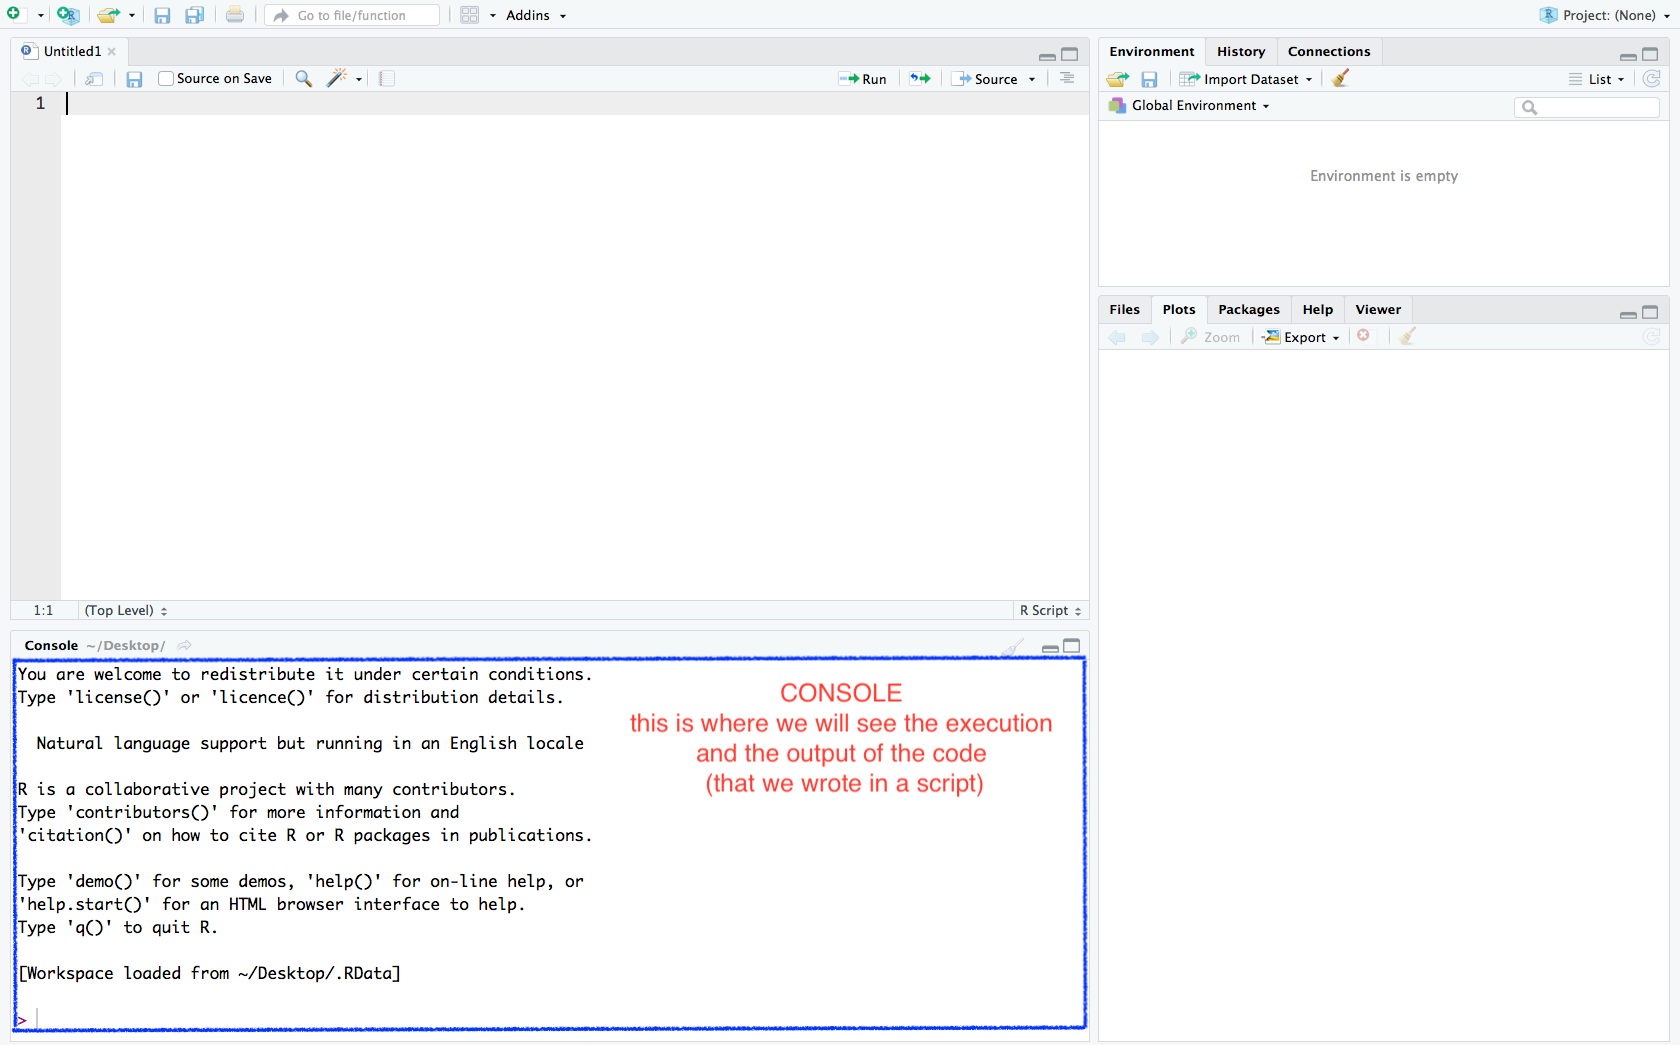 Go to file/function
Addins
Project: (None)
Untitled1
Source on Save
Run
Source
1
1:1
(Top Level)
R Script
Console ~/Desktop/
You are welcome to redistribute it under certain conditions.
Type 'license()' or 'licence()' for distribution details.
Natural language support but running in an English locale
R is a collaborative project with many contributors.
Type 'contributors()' for more information and
'citation()' on how to cite R or R packages in publications.
Type 'demo()' for some demos, 'help()' for on-line help, or
'help.start()' for an HTML browser interface to help.
Type 'q()' to quit R.
[Workspace loaded from ~/Desktop/.RData]
>
CONSOLE
this is where we will see the execution
and the output of the code
(that we wrote in a script)
Environment History Connections
Import Dataset
List
Global Environment
Environment is empty
Files Plots Packages Help Viewer
Zoom Export